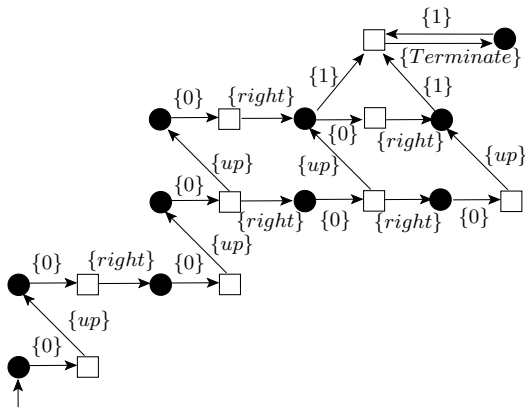 {1}
{Terminate}
{1} {1}
{0} {right}
{0} {right}
{up} {up} {up}
{0}
{right} {0} {right} {0}
{up}
{0} {right} {0}
{up}
{0}